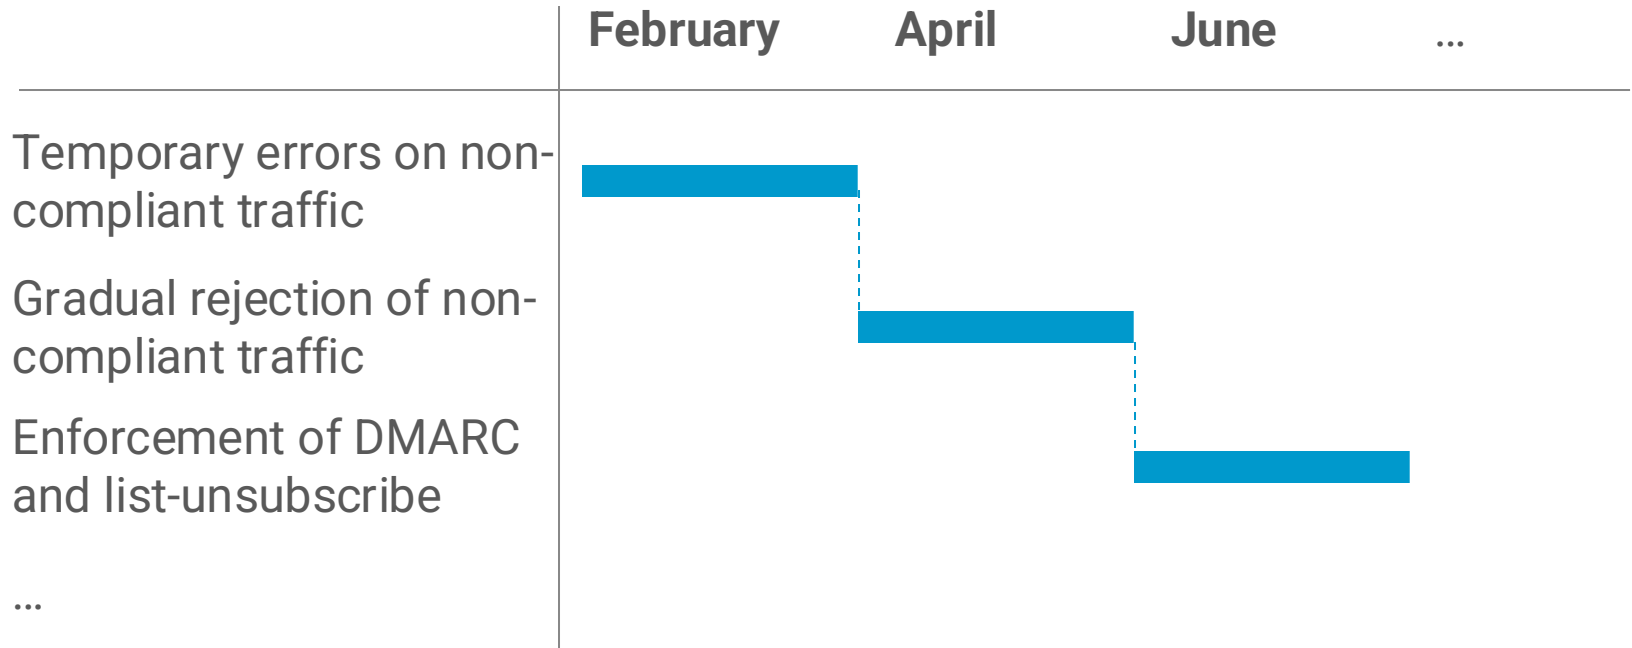 February April June ...
Temporary errors on non-
compliant traffic
Gradual rejection of non-
compliant traffic
Enforcement of DMARC
and list-unsubscribe
...